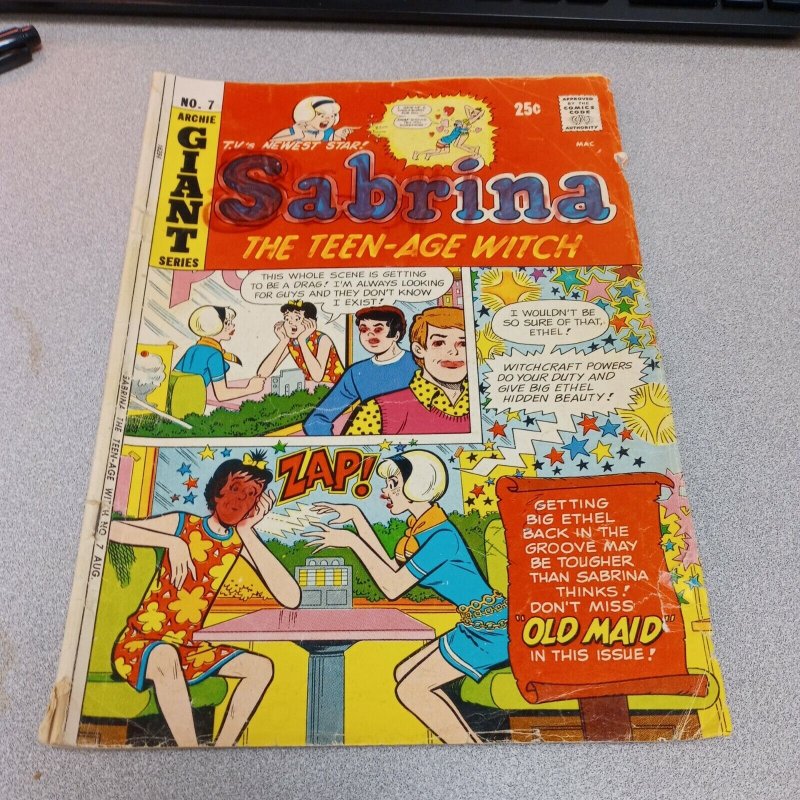 NO. 7
ARCHIE
GIANT
SERIES
T.V's NEWEST STAR!
25¢
APPROVED
BY THE
COMICS
CODE
AUTHORITY
MAC
Sabrina
THE TEEN-AGE WITCH
THIS WHOLE SCENE IS GETTING
TO BE A DRAG! I'M ALWAYS LOOKING
FOR GUYS AND THEY DON'T KNOW
I EXIST!
I WOULDN'T BE
SO SURE OF THAT,
ETHEL!
WITCHCRAFT POWERS
DO YOUR DUTY AND
GIVE BIG ETHEL
HIDDEN BEAUTY!
ZAP!
GETTING
BIG ETHEL
BACK IN THE
GROOVE MAY
BE TOUGHER
THAN SABRINA
THINKS!
DON'T MISS
"OLD MAID"
IN THIS ISSUE!
SABRINA THE TEEN-AGE WITCH NO. 7 AUG